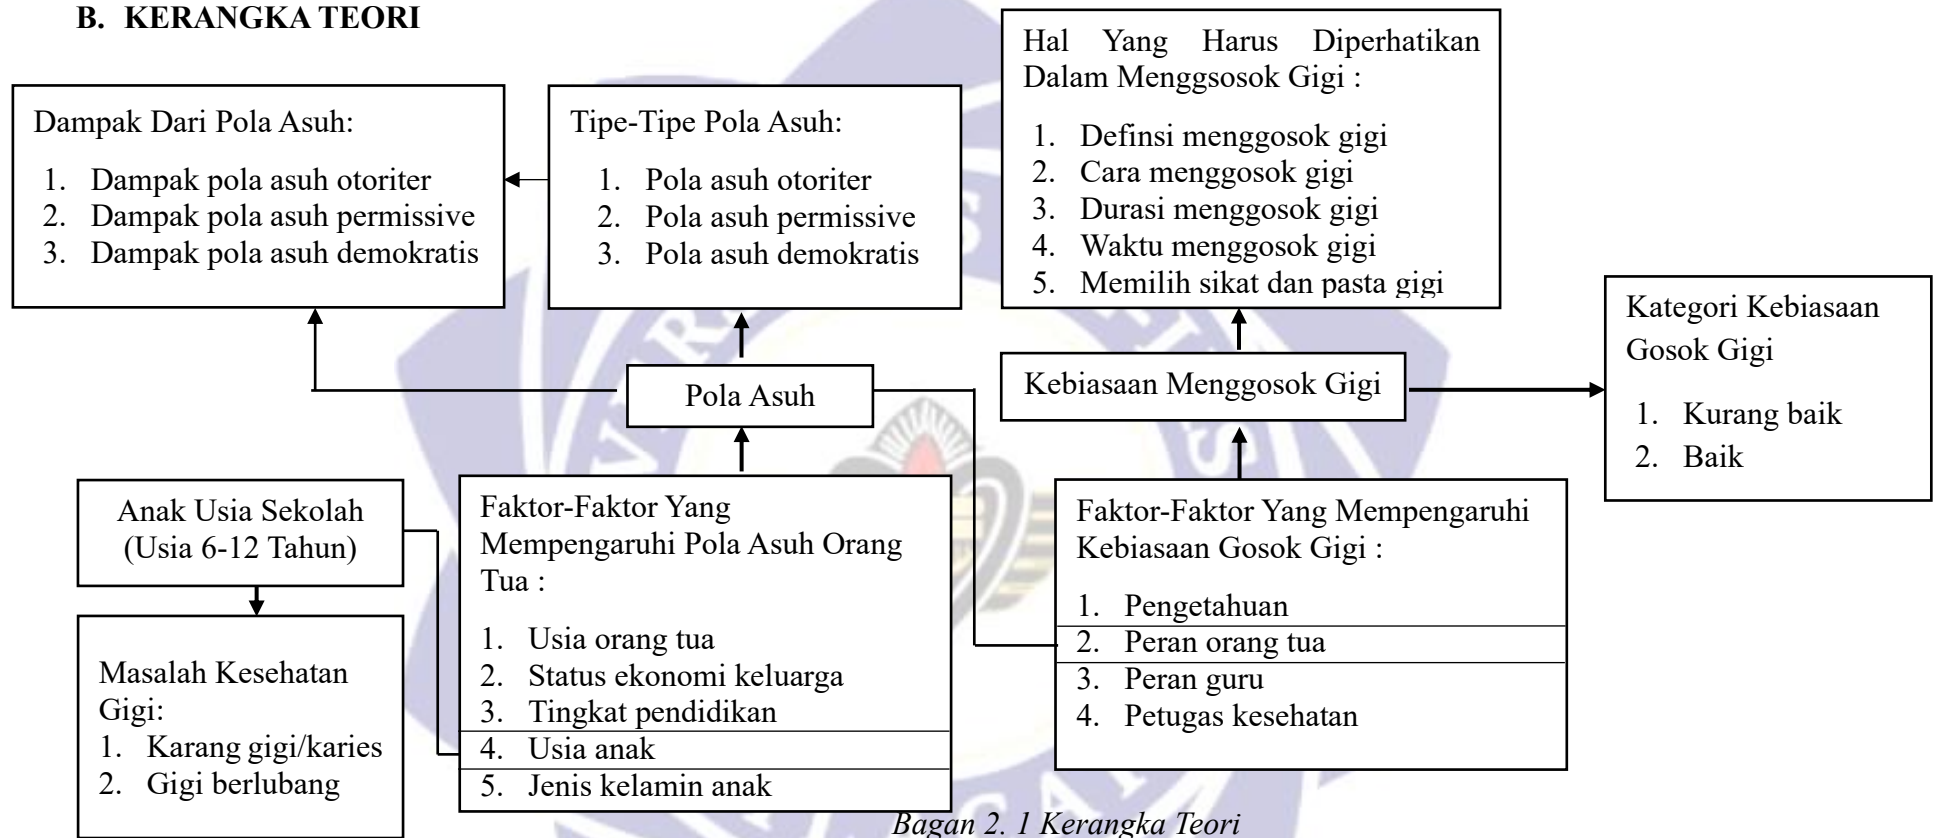 B. KERANGKA TEORI
Dampak Dari Pola Asuh:
1. Dampak pola asuh otoriter
2. Dampak pola asuh permissive
3. Dampak pola asuh demokratis
Tipe-Tipe Pola Asuh:
1. Pola asuh otoriter
2. Pola asuh permissive
3. Pola asuh demokratis
Hal Yang Harus Diperhatikan
Dalam Menggsosok Gigi :
1. Definsi menggosok gigi
2. Cara menggosok gigi
3. Durasi menggosok gigi
4. Waktu menggosok gigi
5. Memilih sikat dan pasta gigi
Kategori Kebiasaan
Gosok Gigi
1. Kurang baik
2. Baik
Pola Asuh
Kebiasaan Menggosok Gigi
Anak Usia Sekolah
(Usia 6-12 Tahun)
Masalah Kesehatan
Gigi:
1. Karang gigi/karies
2. Gigi berlubang
Faktor-Faktor Yang
Mempengaruhi Pola Asuh Orang
Tua :
1. Usia orang tua
2. Status ekonomi keluarga
3. Tingkat pendidikan
4. Usia anak
5. Jenis kelamin anak
Faktor-Faktor Yang Mempengaruhi
Kebiasaan Gosok Gigi :
1. Pengetahuan
2. Peran orang tua
3. Peran guru
4. Petugas kesehatan
Bagan 2. 1 Kerangka Teori